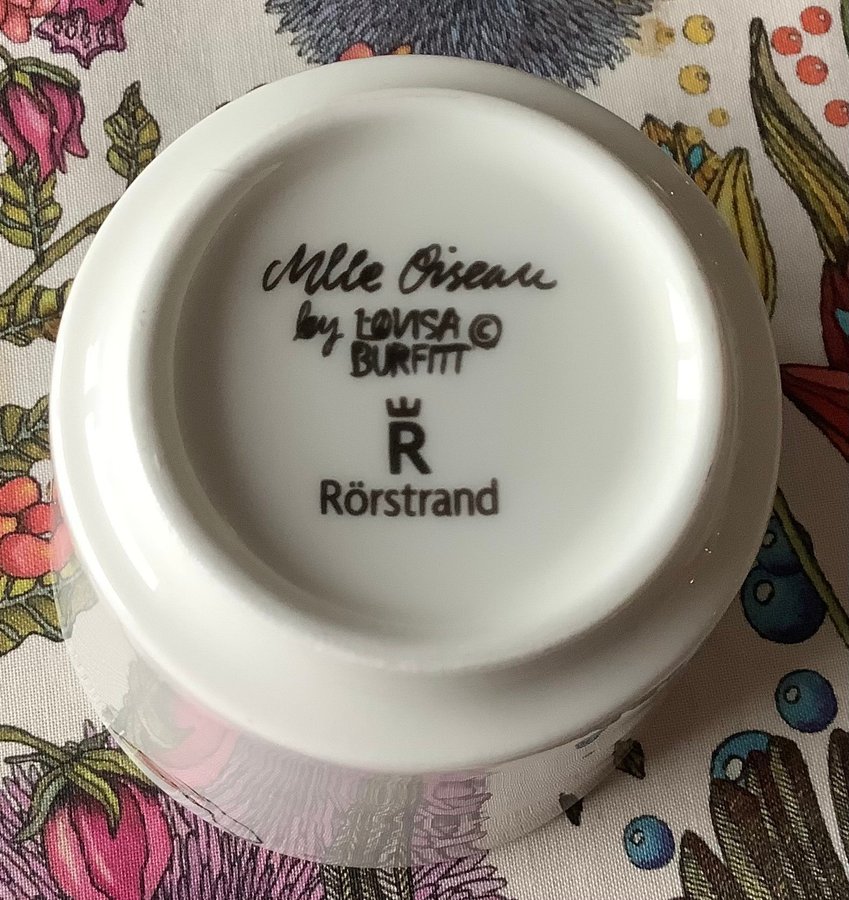 Mlle Oiseau
by LOVISA ©
BURFITT
R
Rörstrand